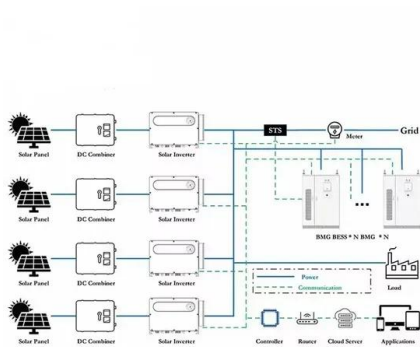 STS
Meter
Grid
Solar Panel
DC Combiner
Solar Inverter
Solar Panel
DC Combiner
Solar Inverter
BMG BESS * N BMG * N
Solar Panel
DC Combiner
Solar Inverter
Power
Communication
Load
Solar Panel
DC Combiner
Solar Inverter
Controller
Router
Cloud Server
Applications